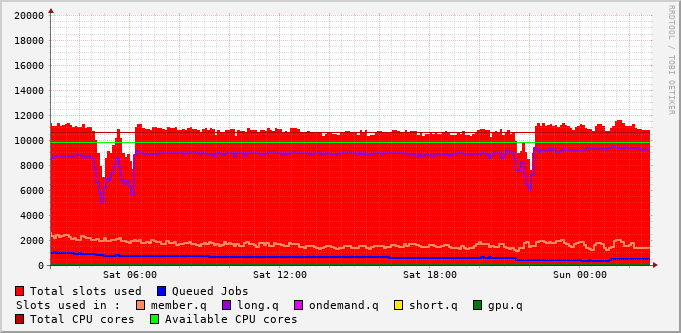 20000
18000
16000
14000
12000
10000
8000
6000
4000
2000
0
Sat 06:00 Sat 12:00 Sat 18:00 Sun 00:00
Total slots used Queued Jobs
Slots used in : member.q long.q ondemand.q short.q gpu.q
Total CPU cores Available CPU cores
RRDTOOL / TOBI OETIKER